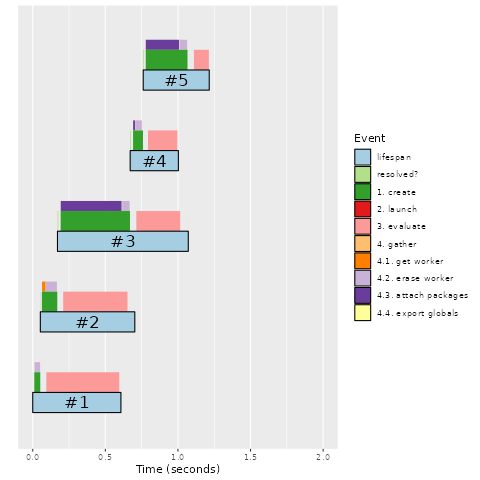 #5
#4
#3
#2
#1
0.0 0.5 1.0 1.5 2.0
Time (seconds)
Event
lifespan
resolved?
1. create
2. launch
3. evaluate
4. gather
4.1. get worker
4.2. erase worker
4.3. attach packages
4.4. export globals